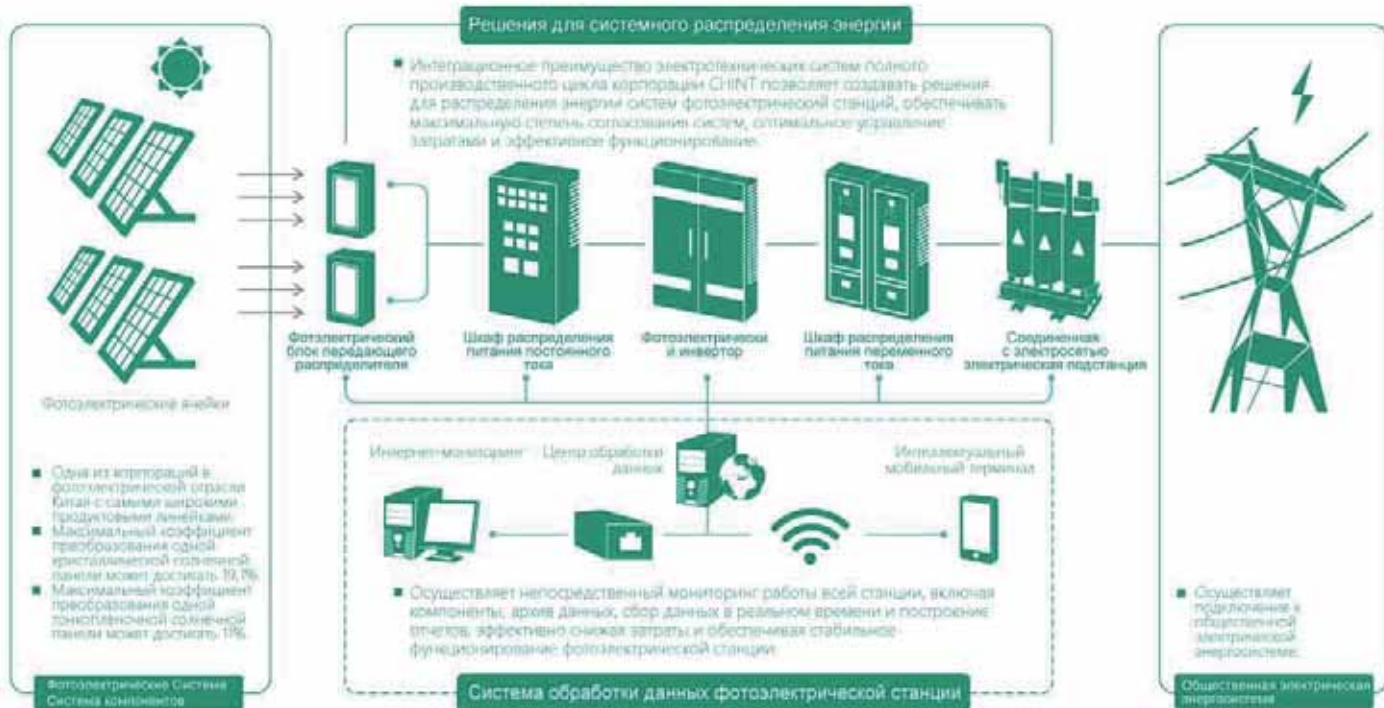 Решения для системного распределения энергии
■ Интеграционное преимущество электротехнических систем полного
производственного цикла корпорации CHINT позволяет создавать решения
для распределения энергии систем фотоэлектрический станций, обеспечивать
максимальную степень согласования систем, оптимальное управление
затратами и эффективное функционирование.
Фотоэлектрический
блок передающего
распределителя
Шкаф распределения
питания постоянного
тока
Фотоэлектрически
й инвертор
Шкаф распределения
питания переменного
тока
Соединенная
с электросетью
электрическая подстанция
Фотоэлектрические ячейки
■ Одна из корпораций в
фотоэлектрической отрасли
Китая с самыми широкими
продуктовыми линейками.
■ Максимальный коэффициент
преобразования одной
кристаллической солнечной
панели может достигать 19,1%
■ Максимальный коэффициент
преобразования одной
тонкопленочной солнечной
панели может достигать 11%.
Фотоэлектрические Система
Система компонентов
Интернет-мониторинг
Центр обработки
данных
Интеллектуальный
мобильный терминал
■ Осуществляет непосредственный мониторинг работы всей станции, включая
компоненты, архив данных, сбор данных в реальном времени и построение
отчетов, эффективно снижая затраты и обеспечивая стабильное
функционирование фотоэлектрической станции
Система обработки данных фотоэлектрической станции
■ Осуществляет
подключение к
общественной
электрической
энергосистеме.
Общественная электрическая
энергосистема